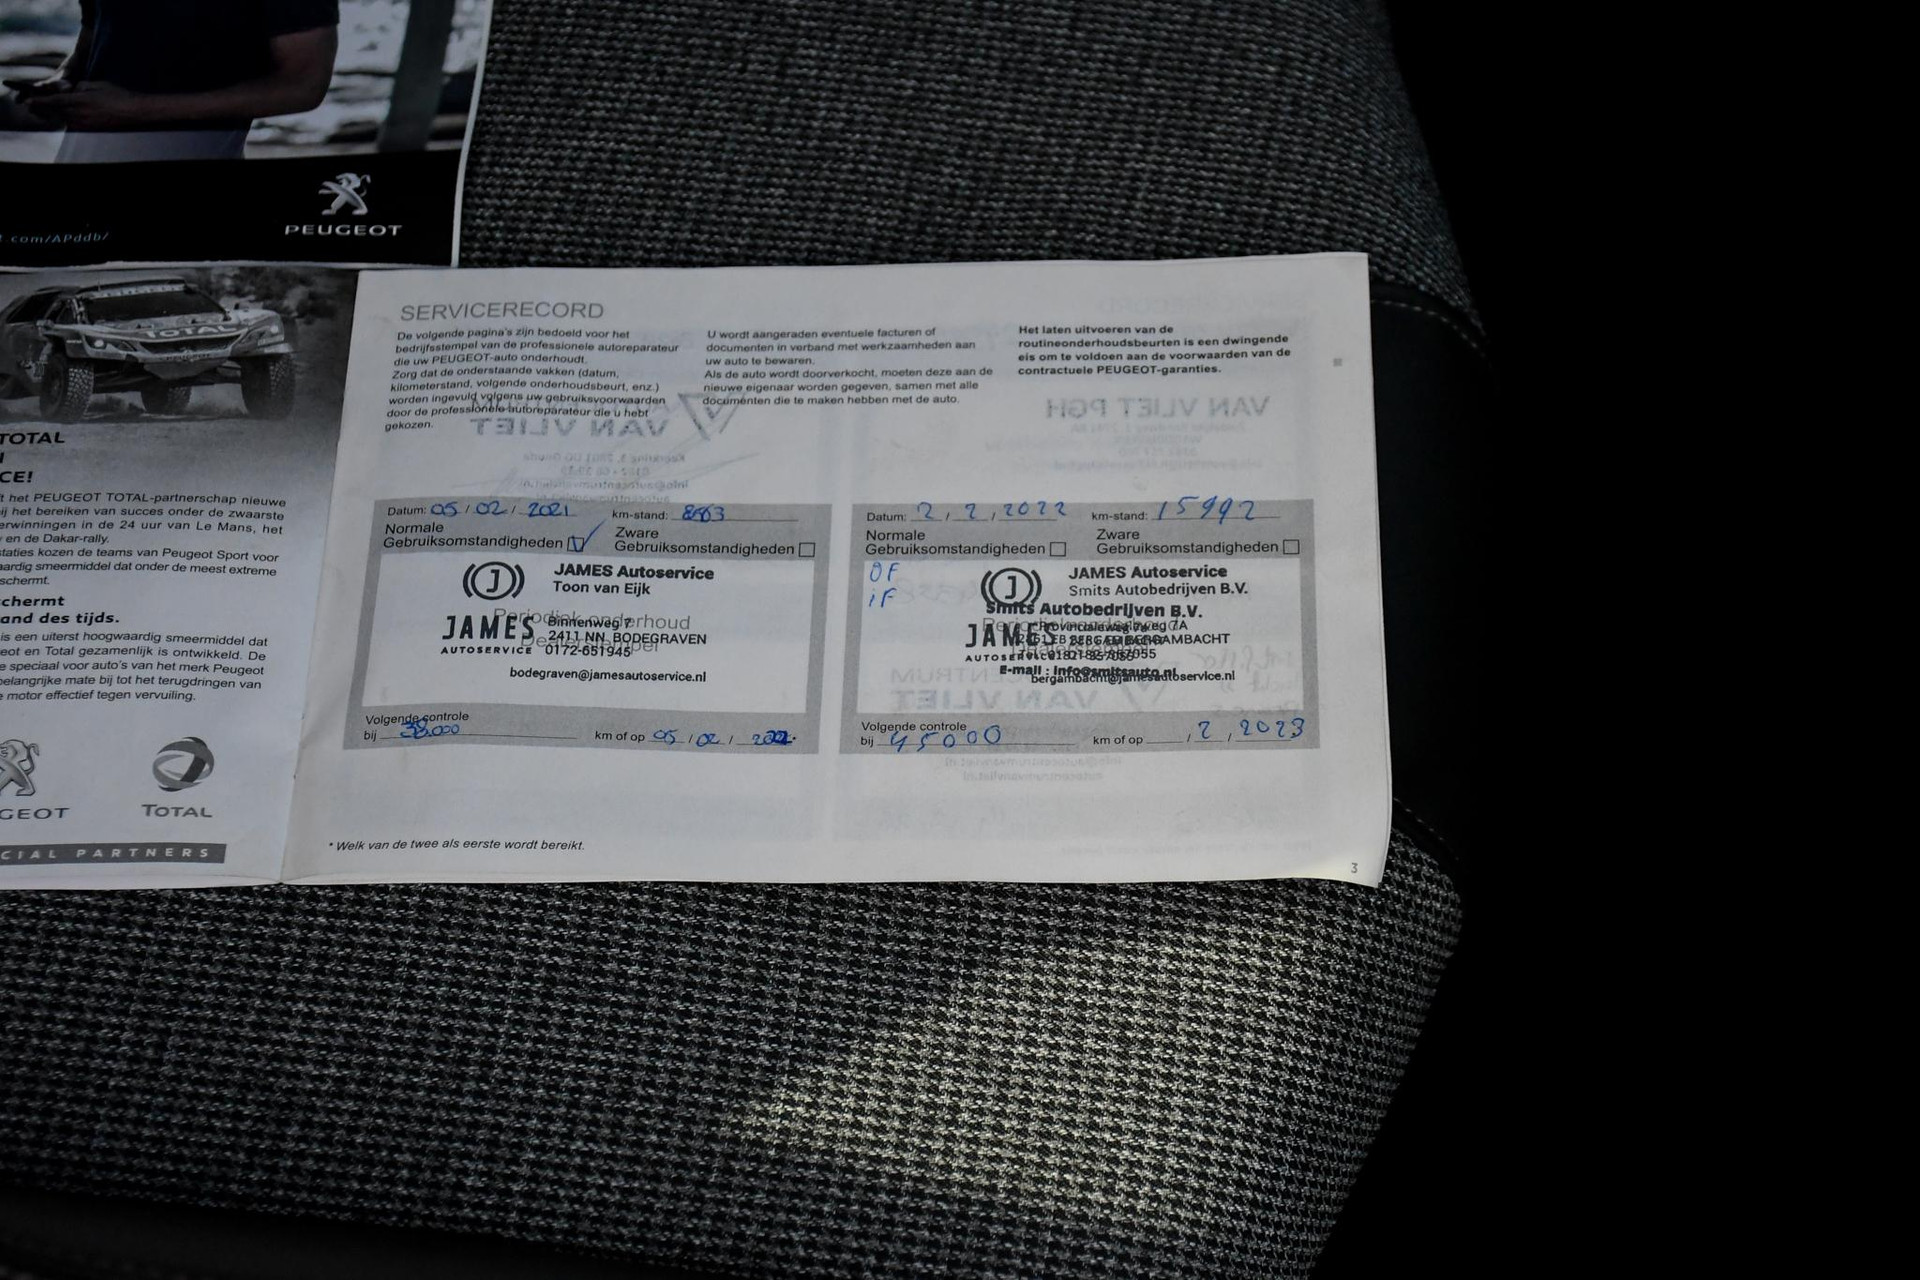 PEUGEOT
.com/APddb/
TOTAL
TOTAL
CE!
het PEUGEOT TOTAL-partnerschap nieuwe
het bereiken van succes onder de zwaarste
erwinningen in de 24 uur van Le Mans, het
en de Dakar-rally.
staties kozen de teams van Peugeot Sport voor
aardig smeermiddel dat onder de meest extreme
schermt.
chermt
and des tijds.
is een uiterst hoogwaardig smeermiddel dat
eot en Total gezamenlijk is ontwikkeld. De
e speciaal voor auto's van het merk Peugeot
belangrijke mate bij tot het terugdringen van
motor effectief tegen vervuiling.
GEOT
TOTAL
CIAL PARTNERS
SERVICERECORD
De volgende pagina's zijn bedoeld voor het
bedrijfsstempel van de professionele autoreparateur
die uw PEUGEOT-auto onderhoudt.
Zorg dat de onderstaande vakken (datum,
kilometerstand, volgende onderhoudsbeurt, enz.)
worden ingevuld volgens uw gebruiksvoorwaarden
door de professionele autoreparateur die u hebt
gekozen.
U wordt aangeraden eventuele facturen of
documenten in verband met werkzaamheden aan
uw auto te bewaren.
Als de auto wordt doorverkocht, moeten deze aan de
nieuwe eigenaar worden gegeven, samen met alle
documenten die te maken hebben met de auto.
Het laten uitvoeren van de
routineonderhoudsbeurten is een dwingende
eis om te voldoen aan de voorwaarden van de
contractuele PEUGEOT-garanties.
Datum: 05 / 02 / 2021 km-stand:
Normale
Gebruiksomstandigheden
Zware
Gebruiksomstandigheden
JAMES Autoservice
Toon van Eijk
Periodiek onderhoud
Binnenweg 7
JAMES 2411 NN BODEGRAVEN
AUTOSERVICE 0172-651945
bodegraven@jamesautoservice.nl
Volgende controle
bij 38.000 km of op 05 / 02 /
Datum: 2 / 2 / 2022 km-stand: 15992
Normale
Gebruiksomstandigheden
Zware
Gebruiksomstandigheden
OF
iF
JAMES Autoservice
Smits Autobedrijven B.V.
Smits Autobedrijven B.V.
JAMES
AUTOSERVICE
E-mail : info@smitsauto.nl
bergambacht@jamesautoservice.nl
Volgende controle
bij 45000 km of op / 2 / 2023
* Welk van de twee als eerste wordt bereikt.
3